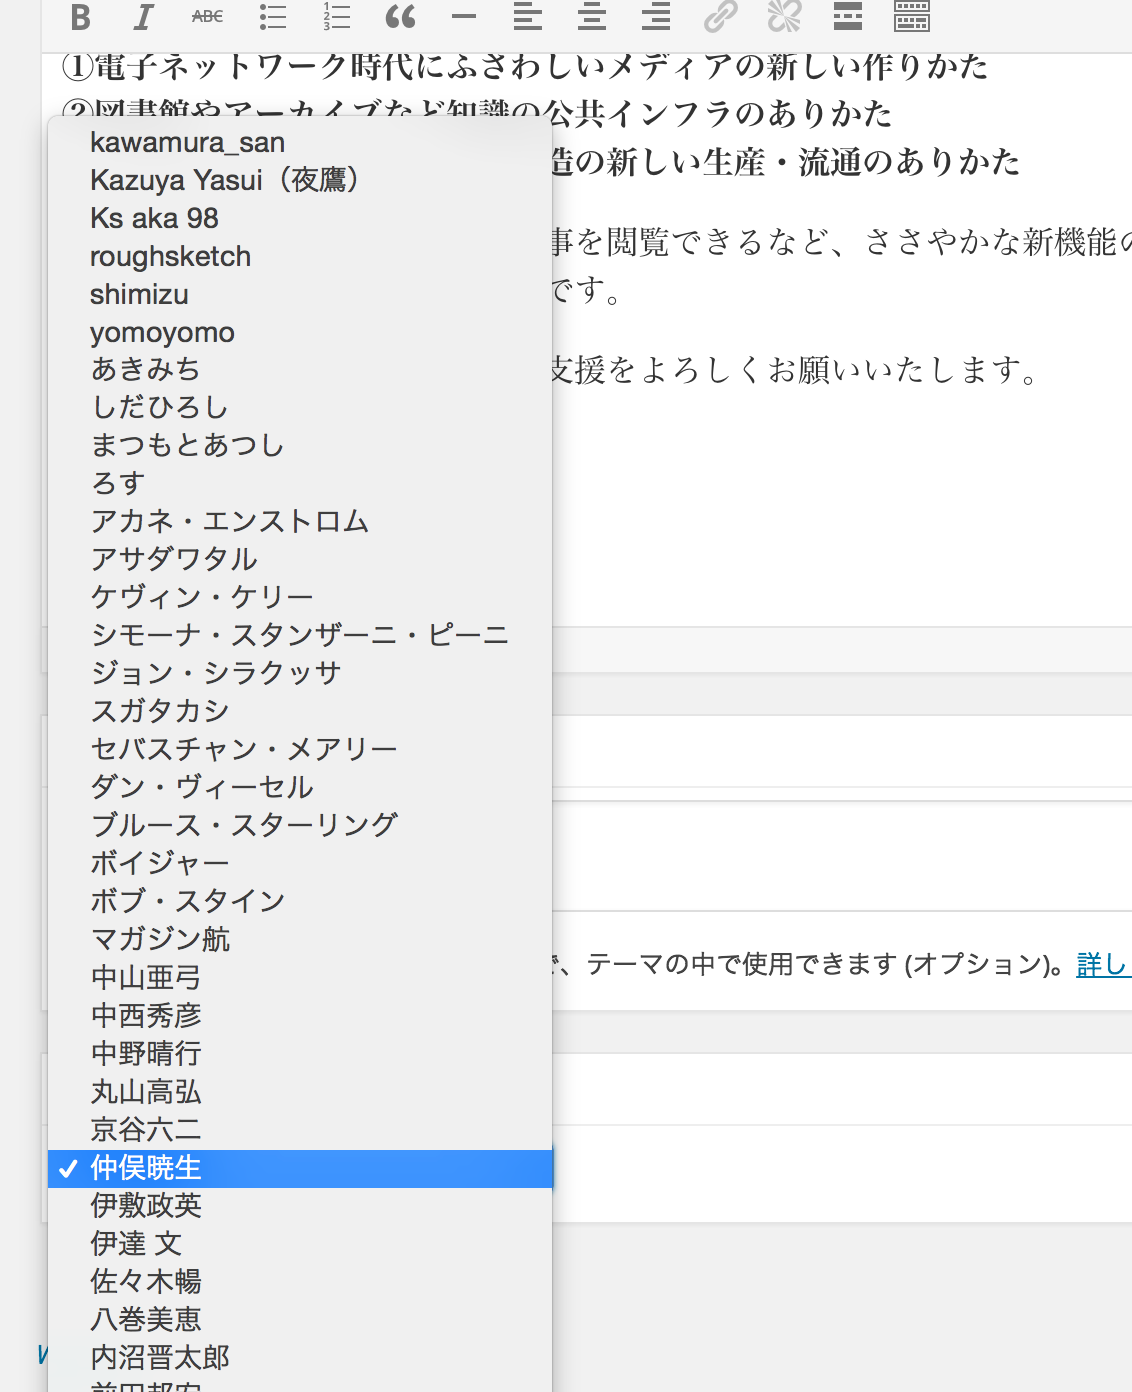 B I ABC
①電子ネットワーク時代にふさわしいメディアの新しい作りかた
②図書館やアーカイブなど知識の公共インフラのありかた
造の新しい生産・流通のありかた
事を閲覧できるなど、ささやかな新機能の
です。
支援をよろしくお願いいたします。
kawamura_san
Kazuya Yasui（夜鷹）
Ks aka 98
roughsketch
shimizu
yomoyomo
あきみち
しだひろし
まつもとあつし
ろす
アカネ・エンストロム
アサダワタル
ケヴィン・ケリー
シモーナ・スタンザーニ・ピーニ
ジョン・シラクッサ
スガタカシ
セバスチャン・メアリー
ダン・ヴィーセル
ブルース・スターリング
ボイジャー
ボブ・スタイン
マガジン航
で、テーマの中で使用できます (オプション)。詳し
中山亜弓
中西秀彦
中野晴行
丸山高弘
京谷六二
仲俣暁生
伊敷政英
伊達 文
佐々木暢
八巻美恵
内沼晋太郎
前田邦宏